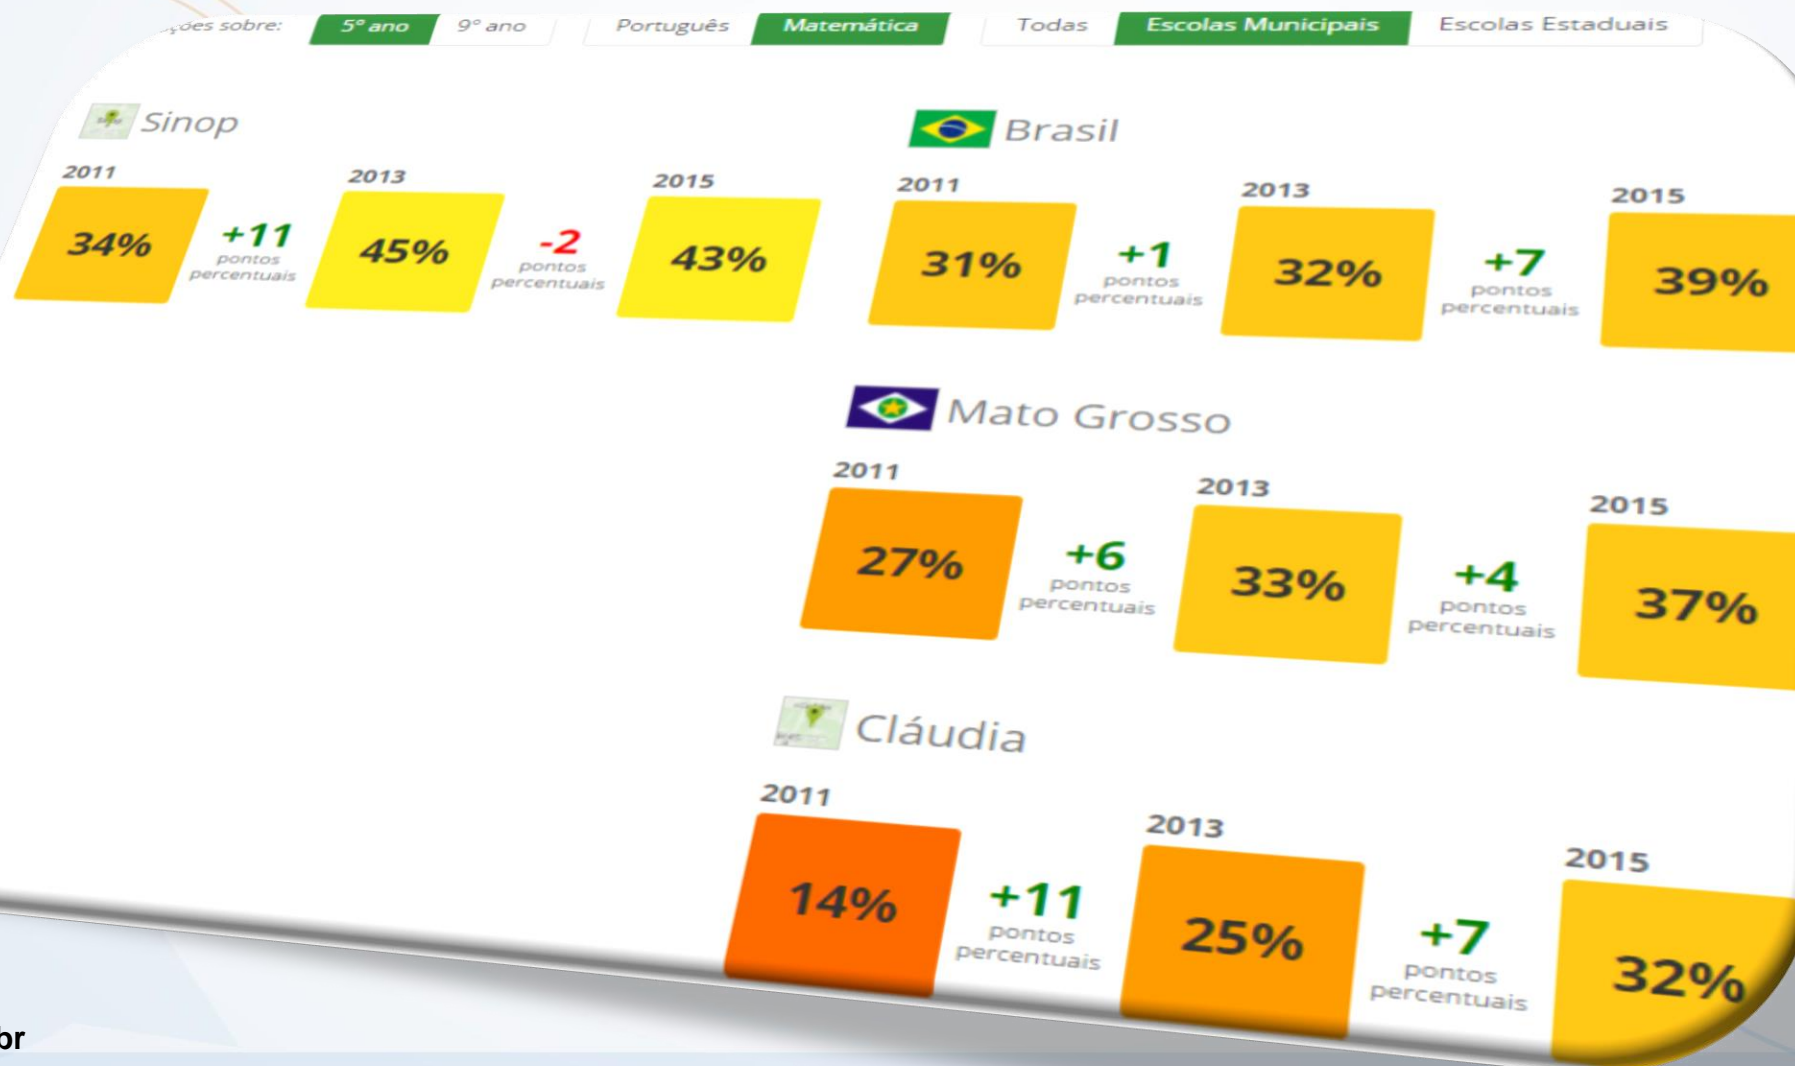 sobre:
5º ano
9º ano
Português
Matemática
Todas
Escolas Municipais
Escolas Estaduais
Sinop
2011
34%
+11
pontos
percentuais
2013
45%
-2
pontos
percentuais
2015
43%
Brasil
2011
31%
+1
pontos
percentuais
2013
32%
+7
pontos
percentuais
2015
39%
Mato Grosso
2011
27%
+6
pontos
percentuais
2013
33%
+4
pontos
percentuais
2015
37%
Cláudia
2011
14%
+11
pontos
percentuais
2013
25%
+7
pontos
percentuais
2015
32%
br